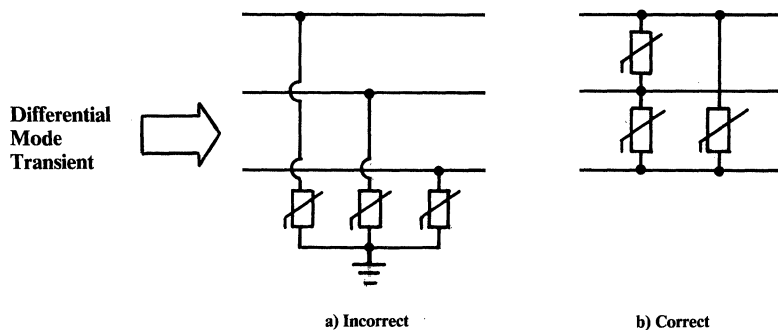 Differential
Mode
Transient
a) Incorrect
b) Correct